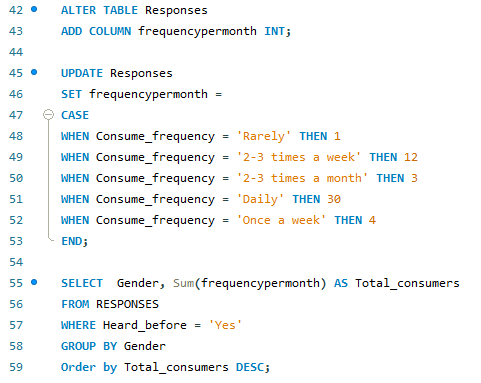 42 ALTER TABLE Responses
43 ADD COLUMN frequencypermonth INT;
44
45 UPDATE Responses
46 SET frequencypermonth =
47 CASE
48 WHEN Consume_frequency = 'Rarely' THEN 1
49 WHEN Consume_frequency = '2-3 times a week' THEN 12
50 WHEN Consume_frequency = '2-3 times a month' THEN 3
51 WHEN Consume_frequency = 'Daily' THEN 30
52 WHEN Consume_frequency = 'Once a week' THEN 4
53 END;
54
55 SELECT  Gender, Sum(frequencypermonth) AS Total_consumers
56 FROM RESPONSES
57 WHERE Heard_before = 'Yes'
58 GROUP BY Gender
59 Order by Total_consumers DESC;